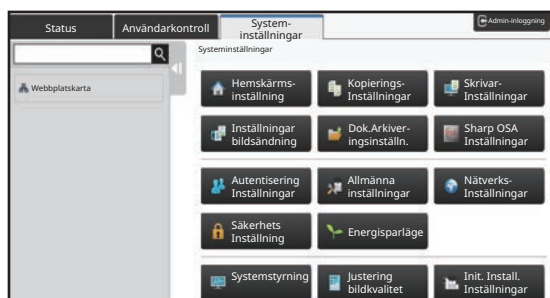 Status
Användarkontroll
System-
inställningar
Admin-inloggning
Systeminställningar
Webbplatskarta
Hemskärms-
inställning
Kopierings-
Inställningar
Skrivar-
Inställningar
Inställningar
bildsändning
Dok.Arkiver-
ingsinställn.
Sharp OSA
Inställningar
Autentisering
Inställningar
Allmänna
inställningar
Nätverks-
Inställningar
Säkerhets
Inställning
Energisparläge
Systemstyrning
Justering
bildkvalitet
Init. Install.
Inställningar